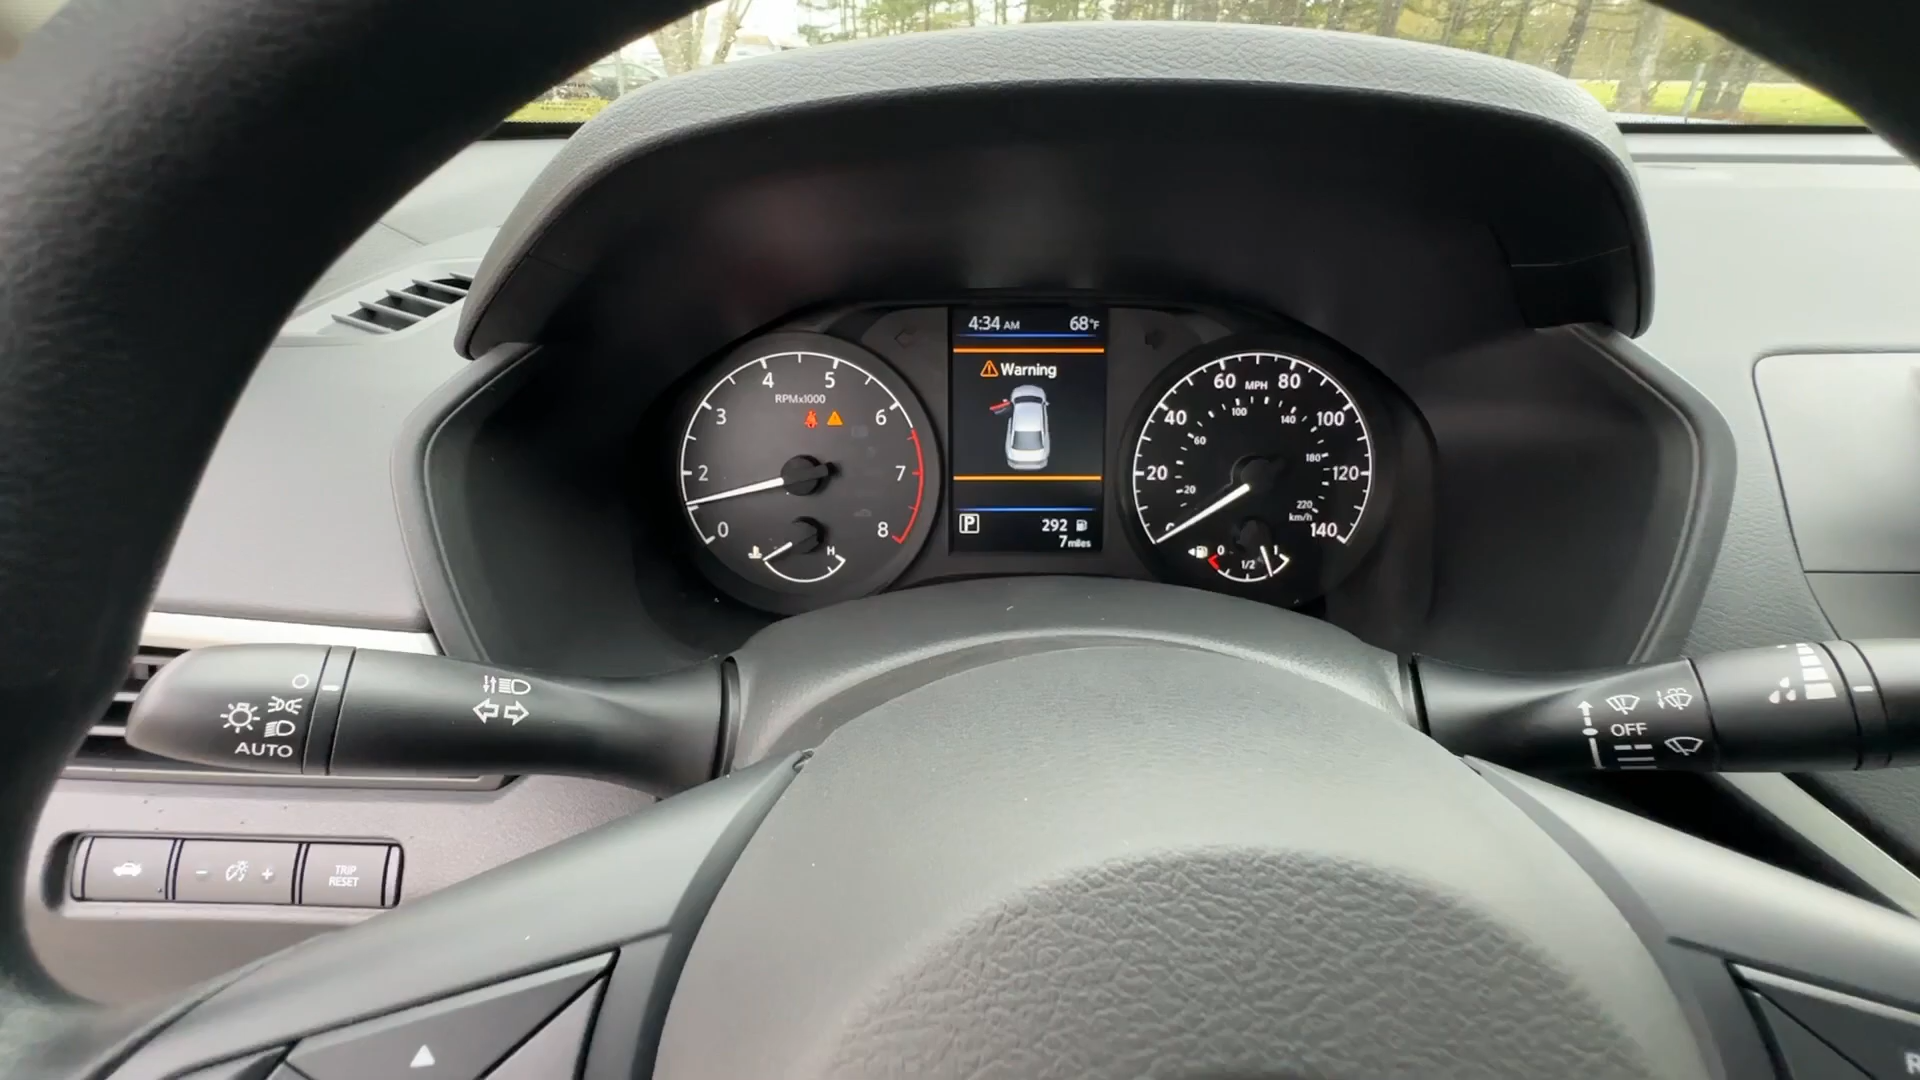 4:34 AM 68°F
Warning
P
292
7 miles
RPMx1000
0
2
3
4
5
6
7
8
H
MPH
0
20
40
60
80
100
120
140
20
60
100
140
180
220
km/h
0
1/2
1
AUTO
OFF
- +
TRIP
RESET
R